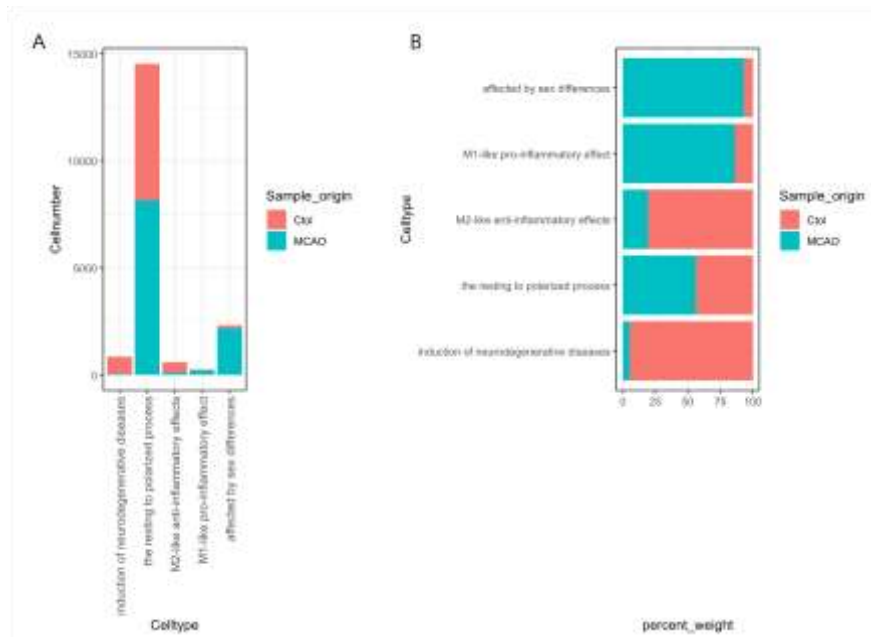 A
15000
10000
5000
0
Cellnumber
induction of neurodegenerative diseases
the resting to polarized process
M2-like anti-inflammatory effects
M1-like pro-inflammatory effect
affected by sex differences
Celltype
Sample_origin
Ctol
MCAO
B
Celltype
affected by sex differences
M1-like pro-inflammatory effect
M2-like anti-inflammatory effects
the resting to polarized process
induction of neurodegenerative diseases
0 25 50 75 100
percent_weight
Sample_origin
Ctol
MCAO